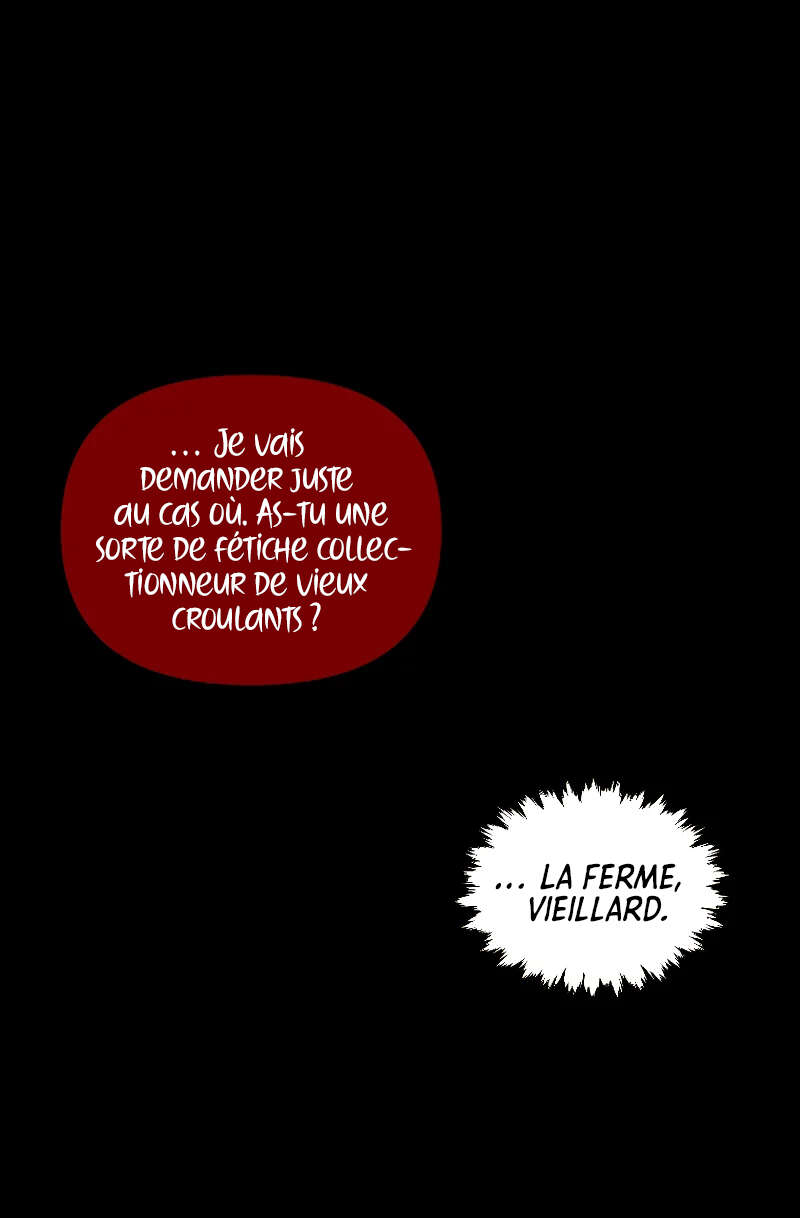 ... Je vais
demander juste
au cas où. As-tu une
sorte de fétiche collec-
tionneur de vieux
croulants ?
... LA FERME,
VIEILLARD.